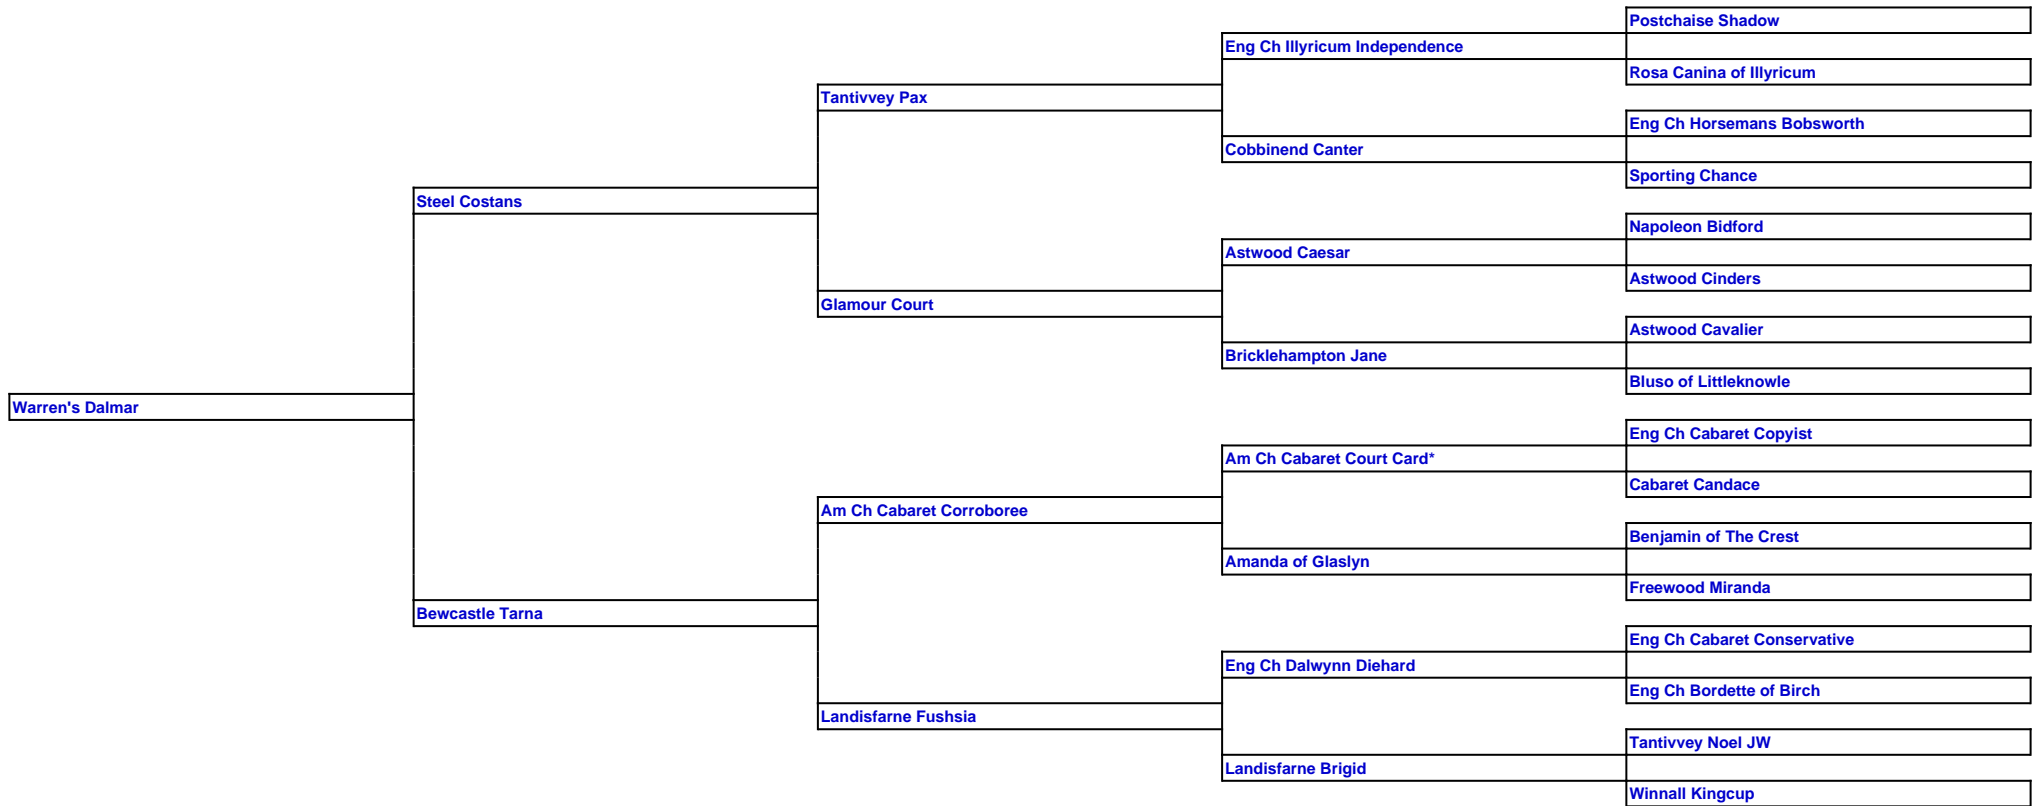 Postchaise Shadow
Eng Ch Illyricum Independence
Rosa Canina of Illyricum
Tantivvey Pax
Eng Ch Horsemans Bobsworth
Cobbinend Canter
Sporting Chance
Steel Costans
Napoleon Bidford
Astwood Caesar
Astwood Cinders
Glamour Court
Astwood Cavalier
Bricklehampton Jane
Bluso of Littleknowle
Warren's Dalmar
Eng Ch Cabaret Copyist
Am Ch Cabaret Court Card*
Cabaret Candace
Am Ch Cabaret Corroboree
Benjamin of The Crest
Amanda of Glaslyn
Freewood Miranda
Bewcastle Tarna
Eng Ch Cabaret Conservative
Eng Ch Dalwynn Diehard
Eng Ch Bordette of Birch
Landisfarne Fushsia
Tantivvey Noel JW
Landisfarne Brigid
Winnall Kingcup